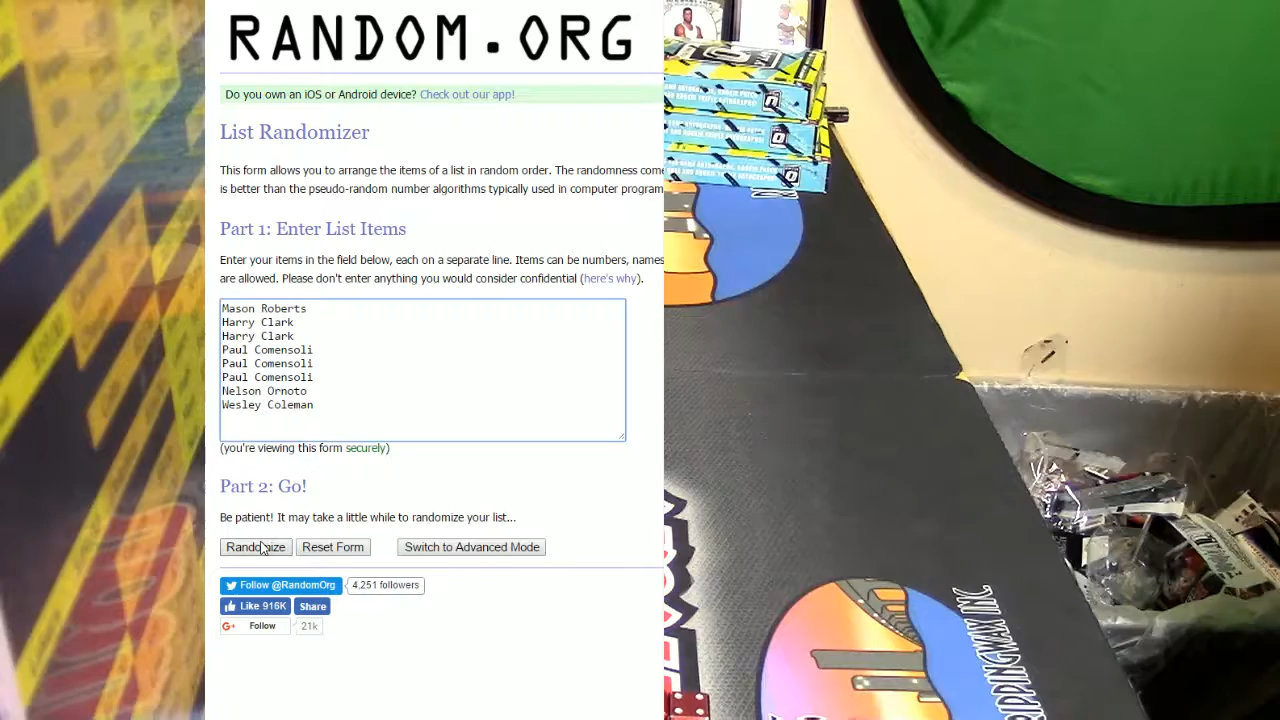 RANDOM.ORG
Do you own an iOS or Android device? Check out our app!
List Randomizer
This form allows you to arrange the items of a list in random order. The randomness com
is better than the pseudo-random number algorithms typically used in computer program
Part 1: Enter List Items
Enter your items in the field below, each on a separate line. Items can be numbers, names
are allowed. Please don't enter anything you would consider confidential (here's why).
Mason Roberts
Harry Clark
Harry Clark
Paul Comensoli
Paul Comensoli
Paul Comensoli
Nelson Ornoto
Wesley Coleman
(you're viewing this form securely)
Part 2: Go!
Be patient! It may take a little while to randomize your list...
Randomize Reset Form Switch to Advanced Mode
Follow @RandomOrg 4,251 followers
Like 916K Share
Follow 21k
RIPPINGWAX INC